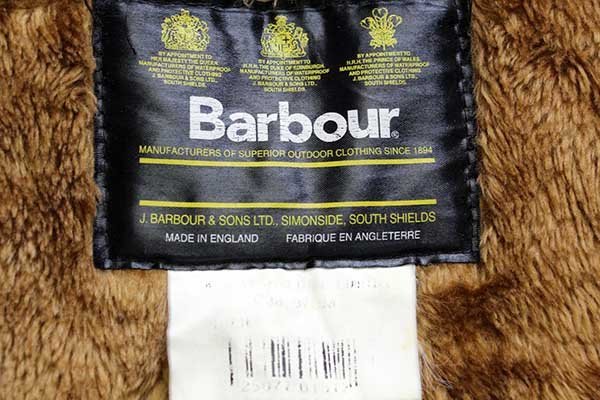 BY APPOINTMENT TO
HER MAJESTY THE QUEEN
MANUFACTURERS OF WATERPROOF
AND PROTECTIVE CLOTHING
J. BARBOUR & SONS LTD.
SOUTH SHIELDS
BY APPOINTMENT TO
H.R.H. THE DUKE OF EDINBURGH
MANUFACTURERS OF WATERPROOF
AND PROTECTIVE CLOTHING
J. BARBOUR & SONS LTD.
SOUTH SHIELDS
BY APPOINTMENT TO
H.R.H. THE PRINCE OF WALES
MANUFACTURERS OF WATERPROOF
AND PROTECTIVE CLOTHING
J. BARBOUR & SONS LTD.
SOUTH SHIELDS
Barbour®
MANUFACTURERS OF SUPERIOR OUTDOOR CLOTHING SINCE 1894
J. BARBOUR & SONS LTD., SIMONSIDE, SOUTH SHIELDS
MADE IN ENGLAND FABRIQUE EN ANGLETERRE